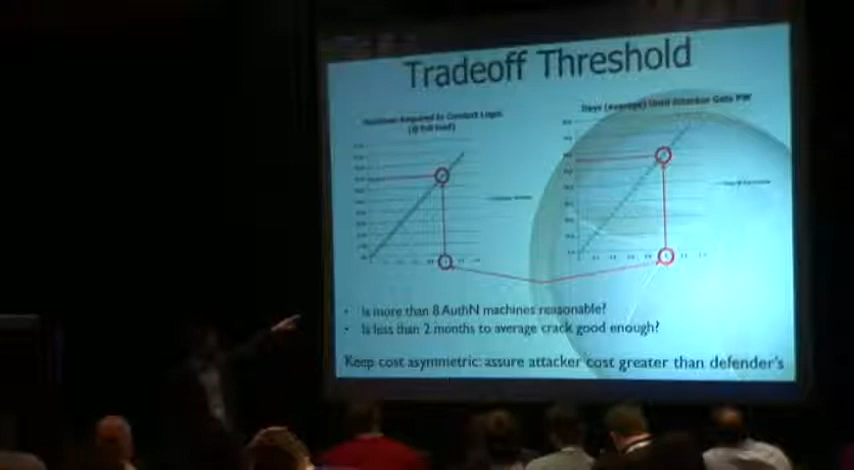 Tradeoff Threshold
Machines Required to Conduct Login
(@ full load)
Days (average) Until Attacker Gets PW
• Is more than 8 AuthN machines reasonable?
• Is less than 2 months to average crack good enough?
Keep cost asymmetric: assure attacker cost greater than defender's